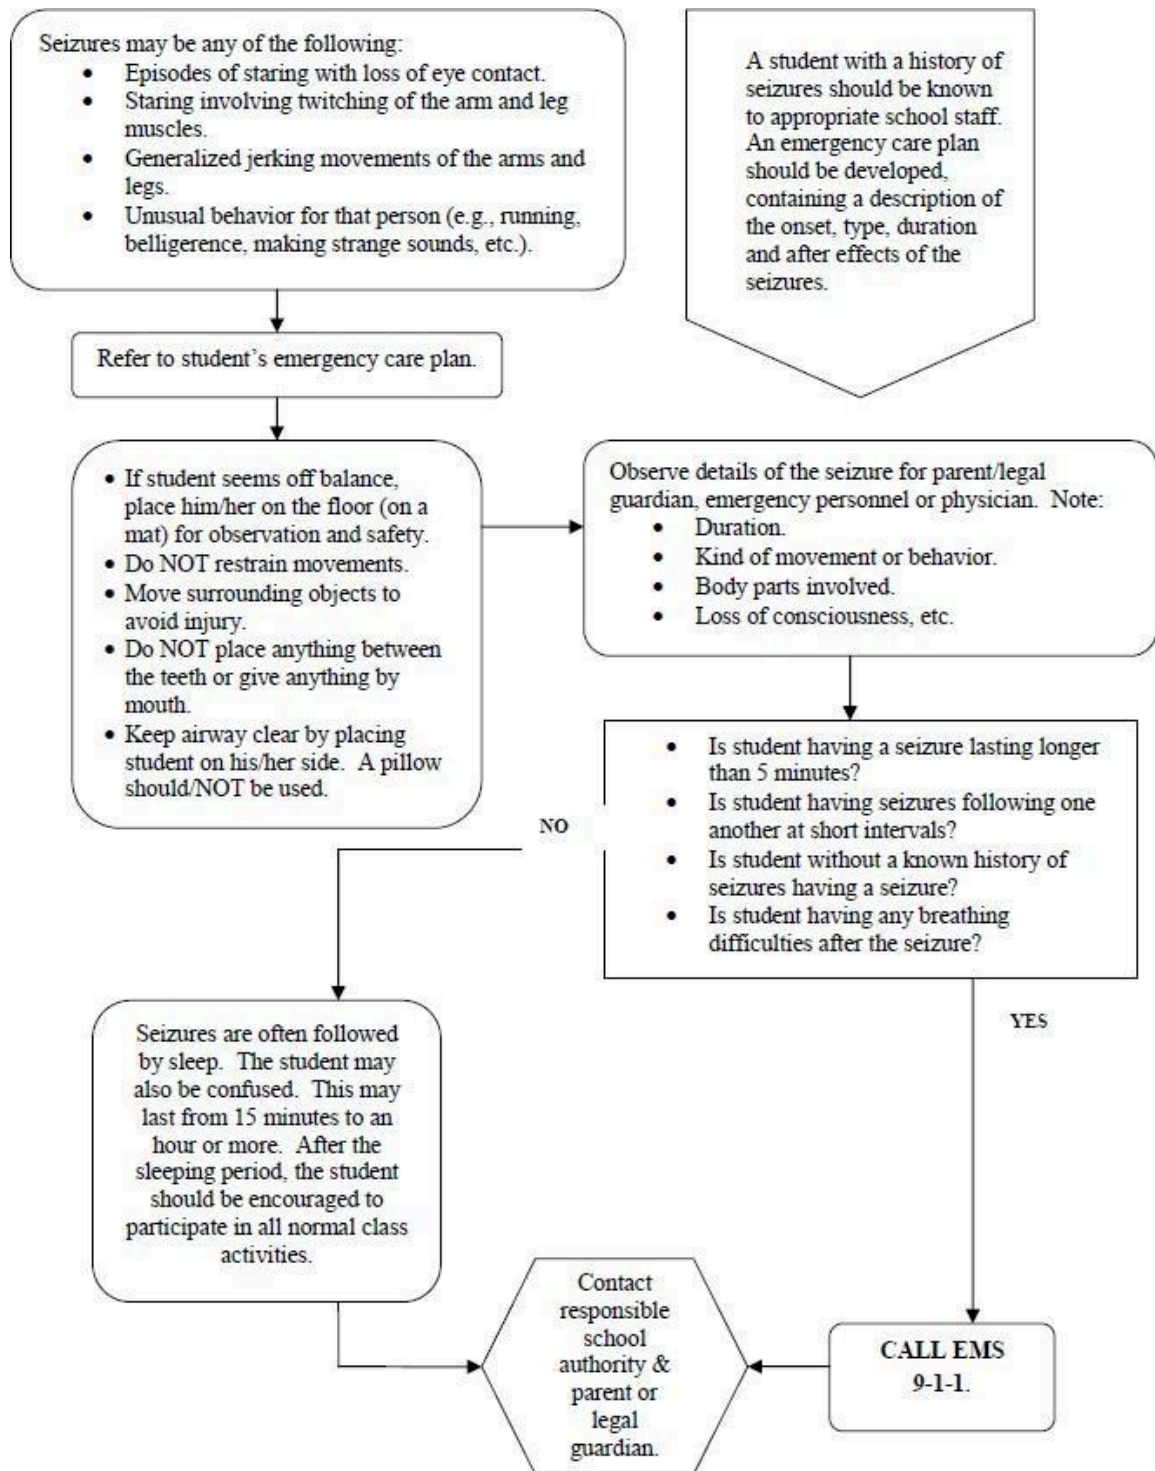 Seizures may be any of the following:
• Episodes of staring with loss of eye contact.
• Staring involving twitching of the arm and leg
muscles.
• Generalized jerking movements of the arms and
legs.
• Unusual behavior for that person (e.g., running,
belligerence, making strange sounds, etc.).
A student with a history of
seizures should be known
to appropriate school staff.
An emergency care plan
should be developed,
containing a description of
the onset, type, duration
and after effects of the
seizures.
Refer to student’s emergency care plan.
• If student seems off balance,
place him/her on the floor (on a
mat) for observation and safety.
• Do NOT restrain movements.
• Move surrounding objects to
avoid injury.
• Do NOT place anything between
the teeth or give anything by
mouth.
• Keep airway clear by placing
student on his/her side. A pillow
should/NOT be used.
Observe details of the seizure for parent/legal
guardian, emergency personnel or physician. Note:
• Duration.
• Kind of movement or behavior.
• Body parts involved.
• Loss of consciousness, etc.
• Is student having a seizure lasting longer
than 5 minutes?
• Is student having seizures following one
another at short intervals?
• Is student without a known history of
seizures having a seizure?
• Is student having any breathing
difficulties after the seizure?
NO
YES
Seizures are often followed
by sleep. The student may
also be confused. This may
last from 15 minutes to an
hour or more. After the
sleeping period, the student
should be encouraged to
participate in all normal class
activities.
Contact
responsible
school
authority &
parent or
legal
guardian.
CALL EMS
9-1-1.